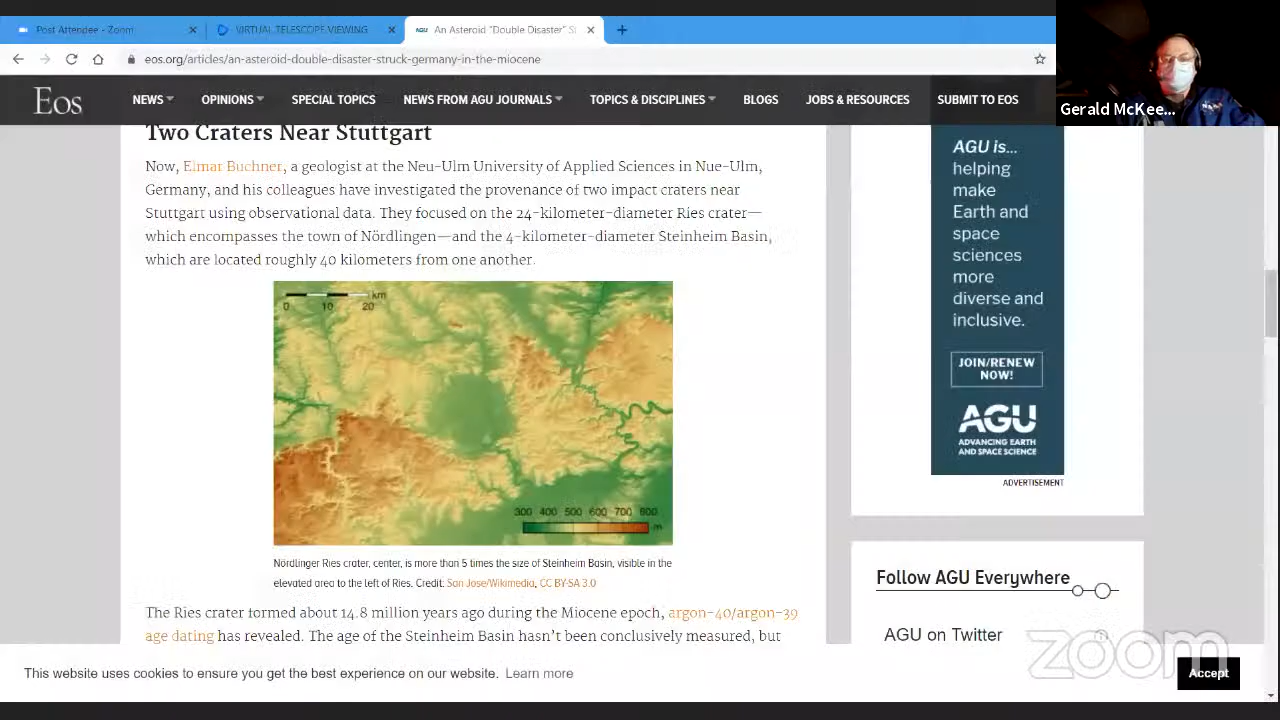 Post Attendee - Zoom
VIRTUAL TELESCOPE VIEWING
AGU An Asteroid "Double Disaster" St
eos.org/articles/an-asteroid-double-disaster-struck-germany-in-the-miocene
Gerald McKee...
Eos
NEWS
OPINIONS
SPECIAL TOPICS
NEWS FROM AGU JOURNALS
TOPICS & DISCIPLINES
BLOGS
JOBS & RESOURCES
SUBMIT TO EOS
Two Craters Near Stuttgart
Now, Elmar Buchner, a geologist at the Neu-Ulm University of Applied Sciences in Nue-Ulm,
Germany, and his colleagues have investigated the provenance of two impact craters near
Stuttgart using observational data. They focused on the 24-kilometer-diameter Ries crater—
which encompasses the town of Nördlingen—and the 4-kilometer-diameter Steinheim Basin,
which are located roughly 40 kilometers from one another.
km
0 10 20
300 400 500 600 700 800
m
Nördlinger Ries crater, center, is more than 5 times the size of Steinheim Basin, visible in the
elevated area to the left of Ries. Credit: San Jose/Wikimedia, CC BY-SA 3.0
The Ries crater formed about 14.8 million years ago during the Miocene epoch, argon-40/argon-39
age dating has revealed. The age of the Steinheim Basin hasn't been conclusively measured, but
AGU is...
helping
make
Earth and
space
sciences
more
diverse and
inclusive.
JOIN/RENEW
NOW!
AGU
ADVANCING EARTH
AND SPACE SCIENCE
ADVERTISEMENT
Follow AGU Everywhere
AGU on Twitter
zoom
This website uses cookies to ensure you get the best experience on our website. Learn more
Accept